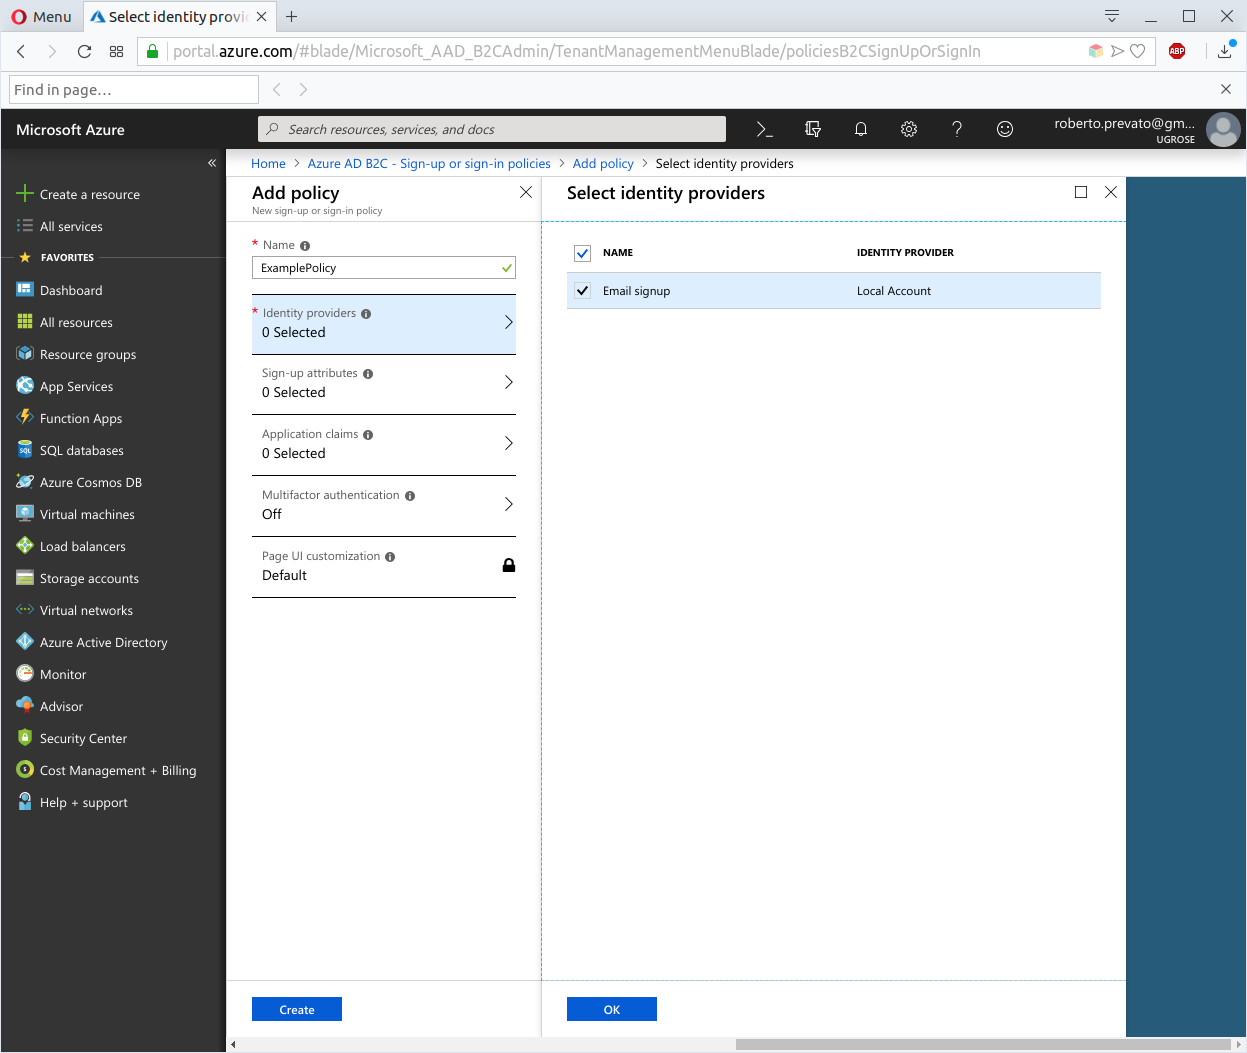 Menu
Select identity provi
Find in page...
portal.azure.com/#blade/Microsoft_AAD_B2CAdmin/TenantManagementMenuBlade/policiesB2CSignUpOrSignIn
ABP
Microsoft Azure
Search resources, services, and docs
roberto.prevato@gm...
UGROSE
Home > Azure AD B2C - Sign-up or sign-in policies > Add policy > Select identity providers
Create a resource
All services
FAVORITES
Dashboard
All resources
Resource groups
App Services
Function Apps
SQL databases
Azure Cosmos DB
Virtual machines
Load balancers
Storage accounts
Virtual networks
Azure Active Directory
Monitor
Advisor
Security Center
Cost Management + Billing
Help + support
Add policy
New sign-up or sign-in policy
* Name
ExamplePolicy
* Identity providers
0 Selected
Sign-up attributes
0 Selected
Application claims
0 Selected
Multifactor authentication
Off
Page UI customization
Default
Create
Select identity providers
NAME IDENTITY PROVIDER
Email signup Local Account
OK